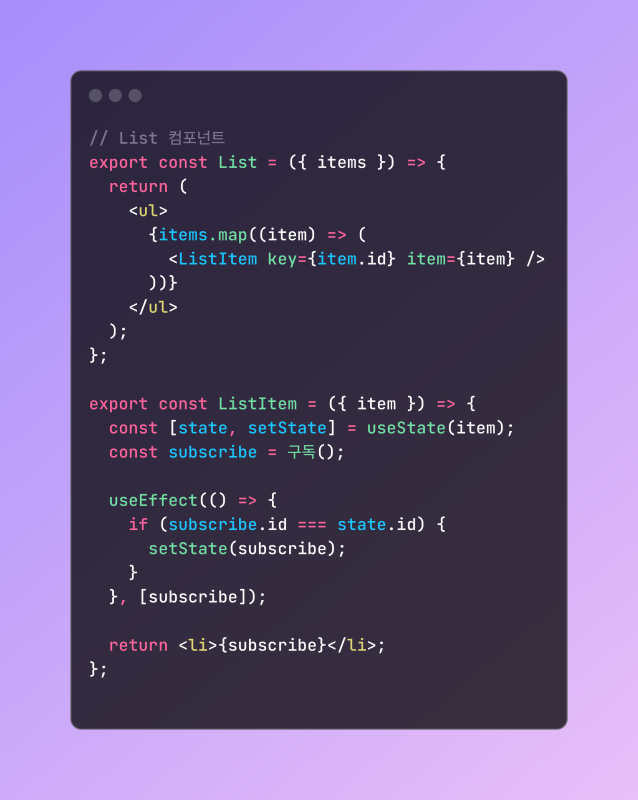 // List 컴포넌트
export const List = ({ items }) => {
  return (
    <ul>
      {items.map((item) => (
        <ListItem key={item.id} item={item} />
      ))}
    </ul>
  );
};

export const ListItem = ({ item }) => {
  const [state, setState] = useState(item);
  const subscribe = 구독();

  useEffect(() => {
    if (subscribe.id === state.id) {
      setState(subscribe);
    }
  }, [subscribe]);

  return <li>{subscribe}</li>;
};